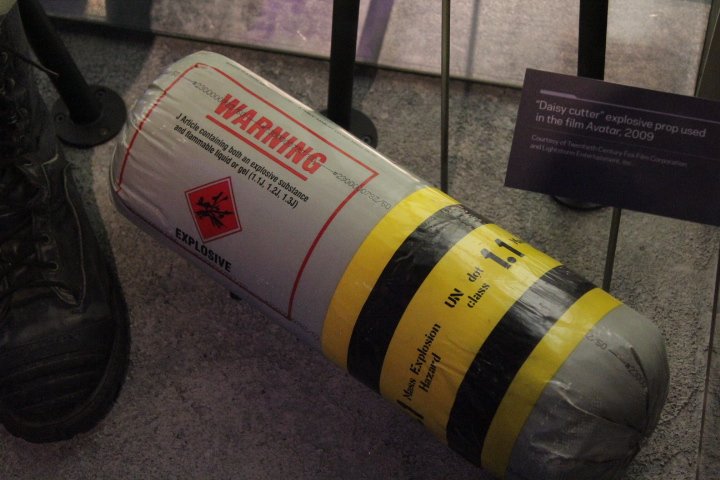 WARNING
J Article containing both an explosive substance
and flammable liquid or gel (1.1J, 1.2J, 1.3J)
EXPLOSIVE
UN dot
class 1.1
Mass Explosion
Hazard
"Daisy cutter" explosive prop used
in the film Avatar, 2009
Courtesy of Twentieth Century Fox Film Corporation
and Lightstorm Entertainment, Inc.